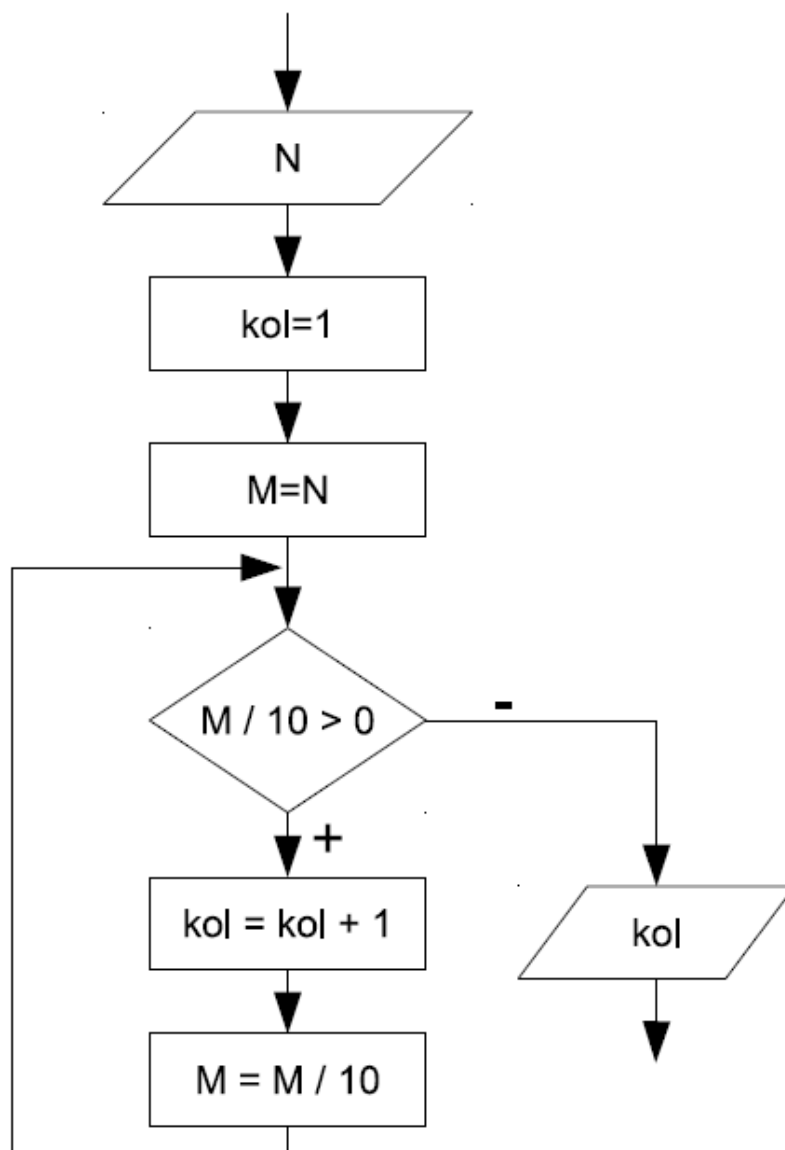 N
kol=1
M=N
M / 10 > 0
-
+
kol = kol + 1
kol
M = M / 10